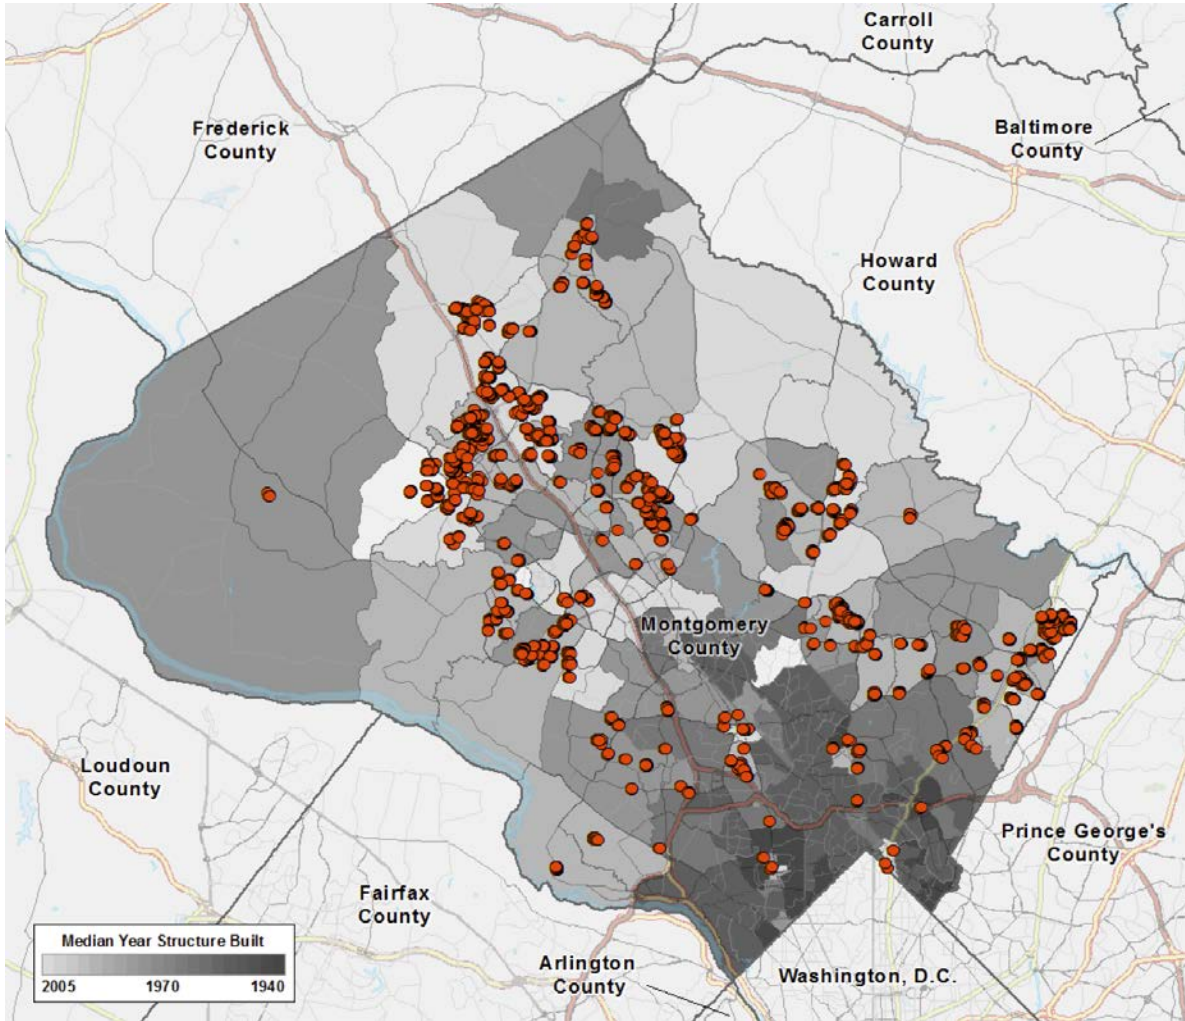 Carroll
County
Frederick
County
Baltimore
County
Howard
County
Montgomery
County
Loudoun
County
Prince George's
County
Fairfax
County
Median Year Structure Built
2005 1970 1940
Arlington
County
Washington, D.C.